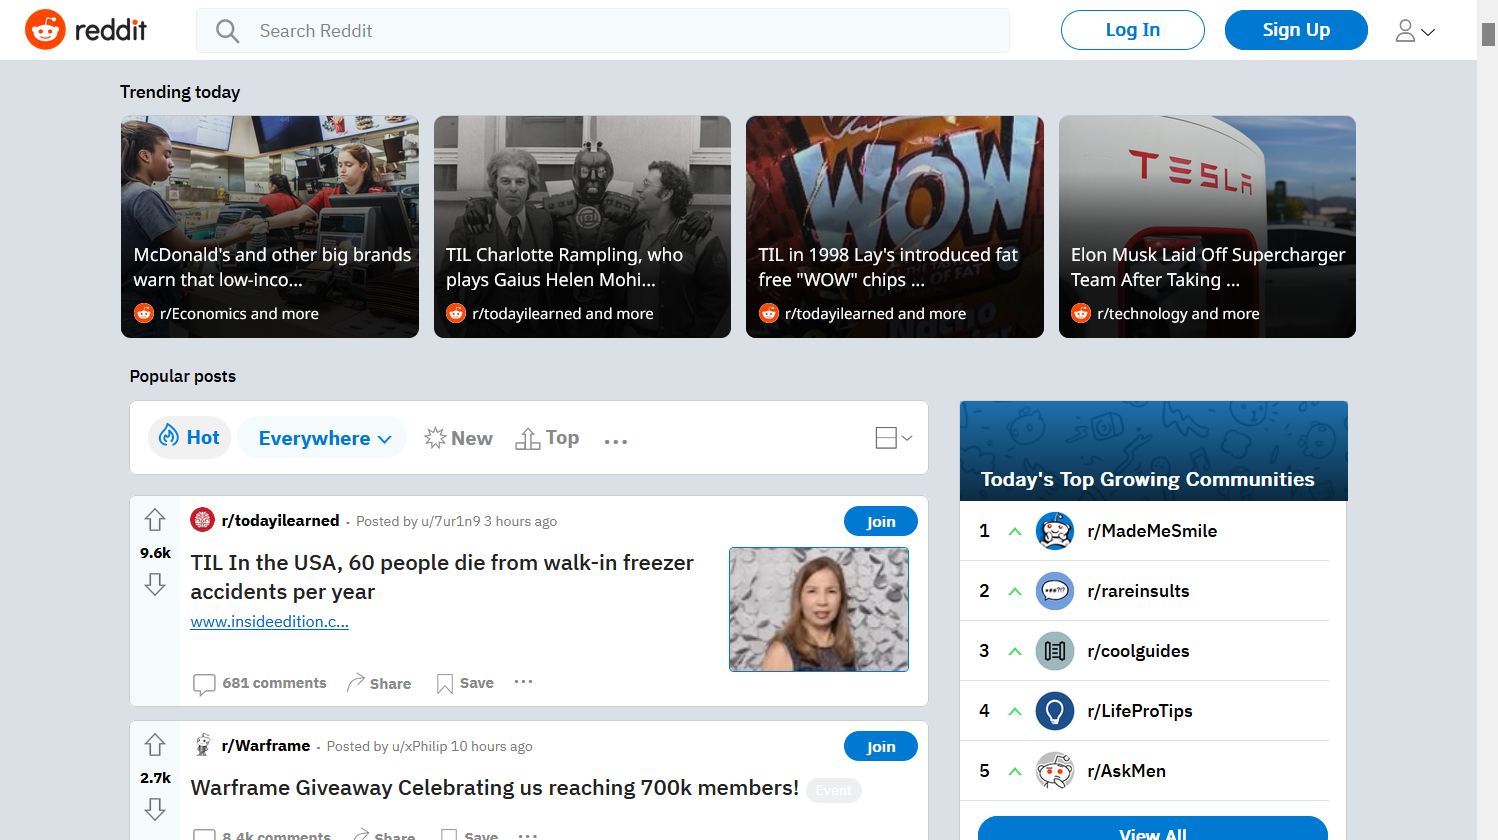 reddit
Search Reddit
Log In
Sign Up
Trending today
McDonald's and other big brands
warn that low-inco...
r/Economics and more
TIL Charlotte Rampling, who
plays Gaius Helen Mohi...
r/todayilearned and more
WOW
TIL in 1998 Lay's introduced fat
free "WOW" chips ...
OF FAT
r/todayilearned and more
Nacho
TESLA
Elon Musk Laid Off Supercharger
Team After Taking ...
r/technology and more
Popular posts
Hot
Everywhere
New
Top
...
Today's Top Growing Communities
1 r/MadeMeSmile
2 r/rareinsults
3 r/coolguides
4 r/LifeProTips
5 r/AskMen
View All
9.6k
r/todayilearned · Posted by u/7ur1n9 3 hours ago
Join
TIL In the USA, 60 people die from walk-in freezer
accidents per year
www.insideedition.c...
681 comments Share Save ...
2.7k
r/Warframe · Posted by u/xPhilip 10 hours ago
Join
Warframe Giveaway Celebrating us reaching 700k members! Event
8.4k comments Share Save ...